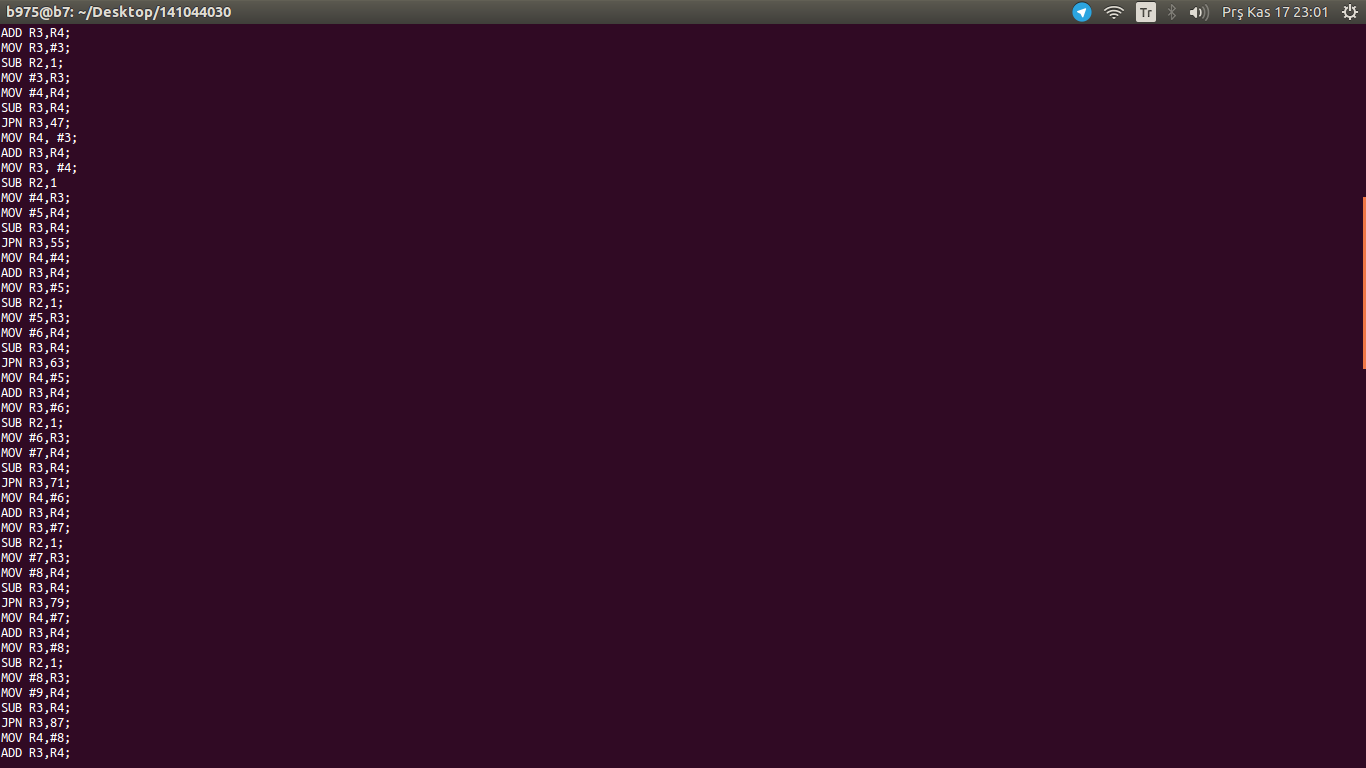 b975@b7: ~/Desktop/141044030
Tr
Prş Kas 17 23:01
ADD R3,R4;
MOV R3,#3;
SUB R2,1;
MOV #3,R3;
MOV #4,R4;
SUB R3,R4;
JPN R3,47;
MOV R4, #3;
ADD R3,R4;
MOV R3, #4;
SUB R2,1
MOV #4,R3;
MOV #5,R4;
SUB R3,R4;
JPN R3,55;
MOV R4,#4;
ADD R3,R4;
MOV R3,#5;
SUB R2,1;
MOV #5,R3;
MOV #6,R4;
SUB R3,R4;
JPN R3,63;
MOV R4,#5;
ADD R3,R4;
MOV R3,#6;
SUB R2,1;
MOV #6,R3;
MOV #7,R4;
SUB R3,R4;
JPN R3,71;
MOV R4,#6;
ADD R3,R4;
MOV R3,#7;
SUB R2,1;
MOV #7,R3;
MOV #8,R4;
SUB R3,R4;
JPN R3,79;
MOV R4,#7;
ADD R3,R4;
MOV R3,#8;
SUB R2,1;
MOV #8,R3;
MOV #9,R4;
SUB R3,R4;
JPN R3,87;
MOV R4,#8;
ADD R3,R4;